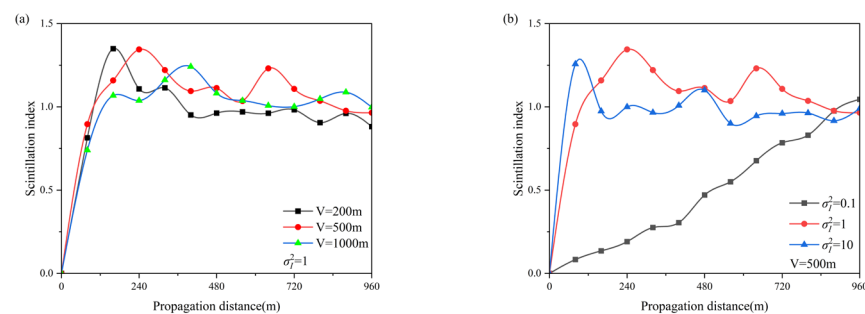 (a)
1.5
1.0
0.5
0.0
Scintillation index
V=200m
V=500m
V=1000m
σ_I^2=1
0 240 480 720 960
Propagation distance(m)
(b)
1.5
1.0
0.5
0.0
Scintillation index
σ_I^2=0.1
σ_I^2=1
σ_I^2=10
V=500m
0 240 480 720 960
Propagation distance(m)